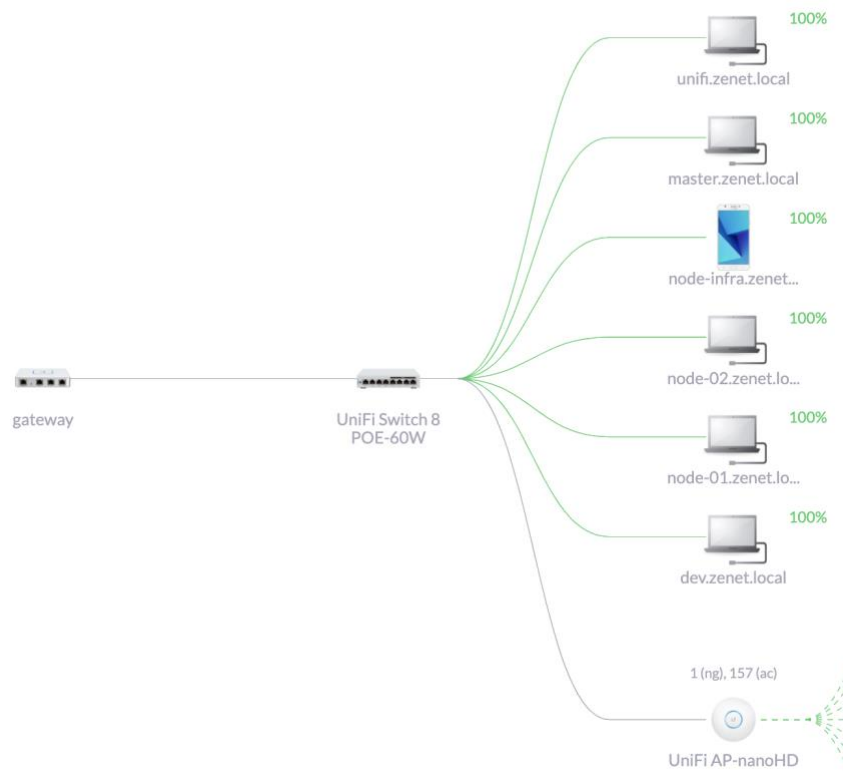 100%
unifi.zenet.local
100%
master.zenet.local
100%
node-infra.zenet...
100%
node-02.zenet.lo...
gateway
UniFi Switch 8
POE-60W
100%
node-01.zenet.lo...
100%
dev.zenet.local
1 (ng), 157 (ac)
UniFi AP-nanoHD